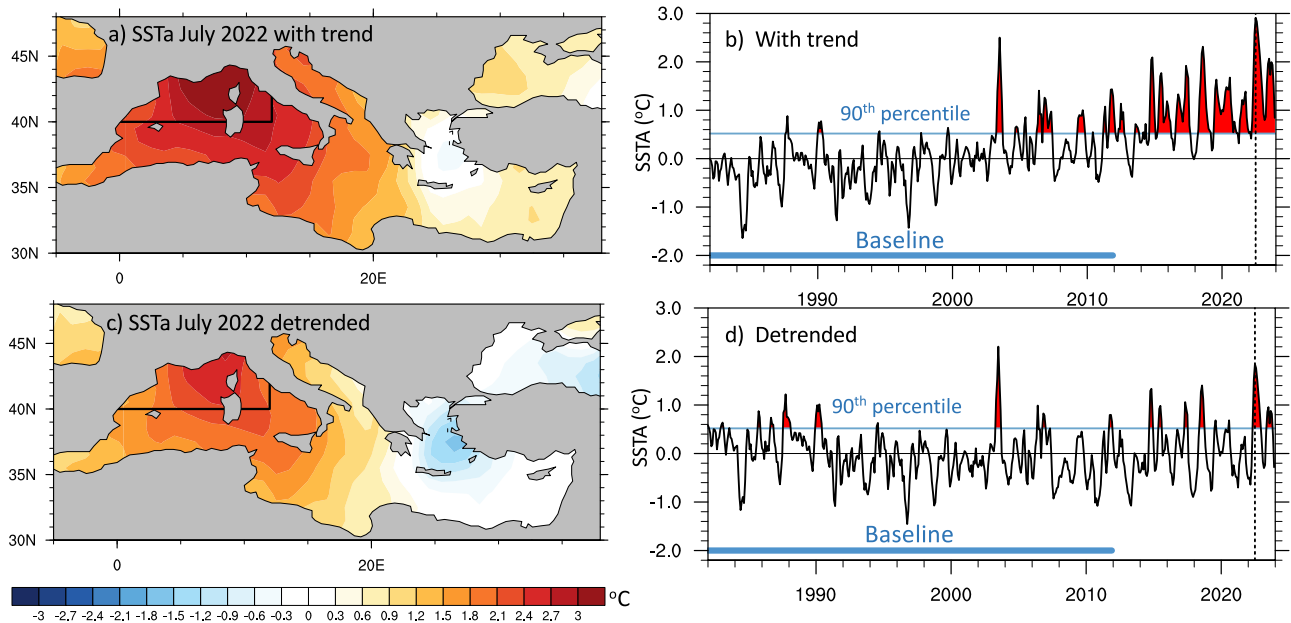 a) SSTa July 2022 with trend
45N
40N
35N
30N
0
20E
b) With trend
3.0
2.0
1.0
0.0
-1.0
-2.0
SSTA (°C)
90th percentile
Baseline
1990
2000
2010
2020
c) SSTa July 2022 detrended
45N
40N
35N
30N
0
20E
d) Detrended
3.0
2.0
1.0
0.0
-1.0
-2.0
SSTA (°C)
90th percentile
Baseline
1990
2000
2010
2020
-3 -2.7 -2.4 -2.1 -1.8 -1.5 -1.2 -0.9 -0.6 -0.3 0 0.3 0.6 0.9 1.2 1.5 1.8 2.1 2.4 2.7 3 °C